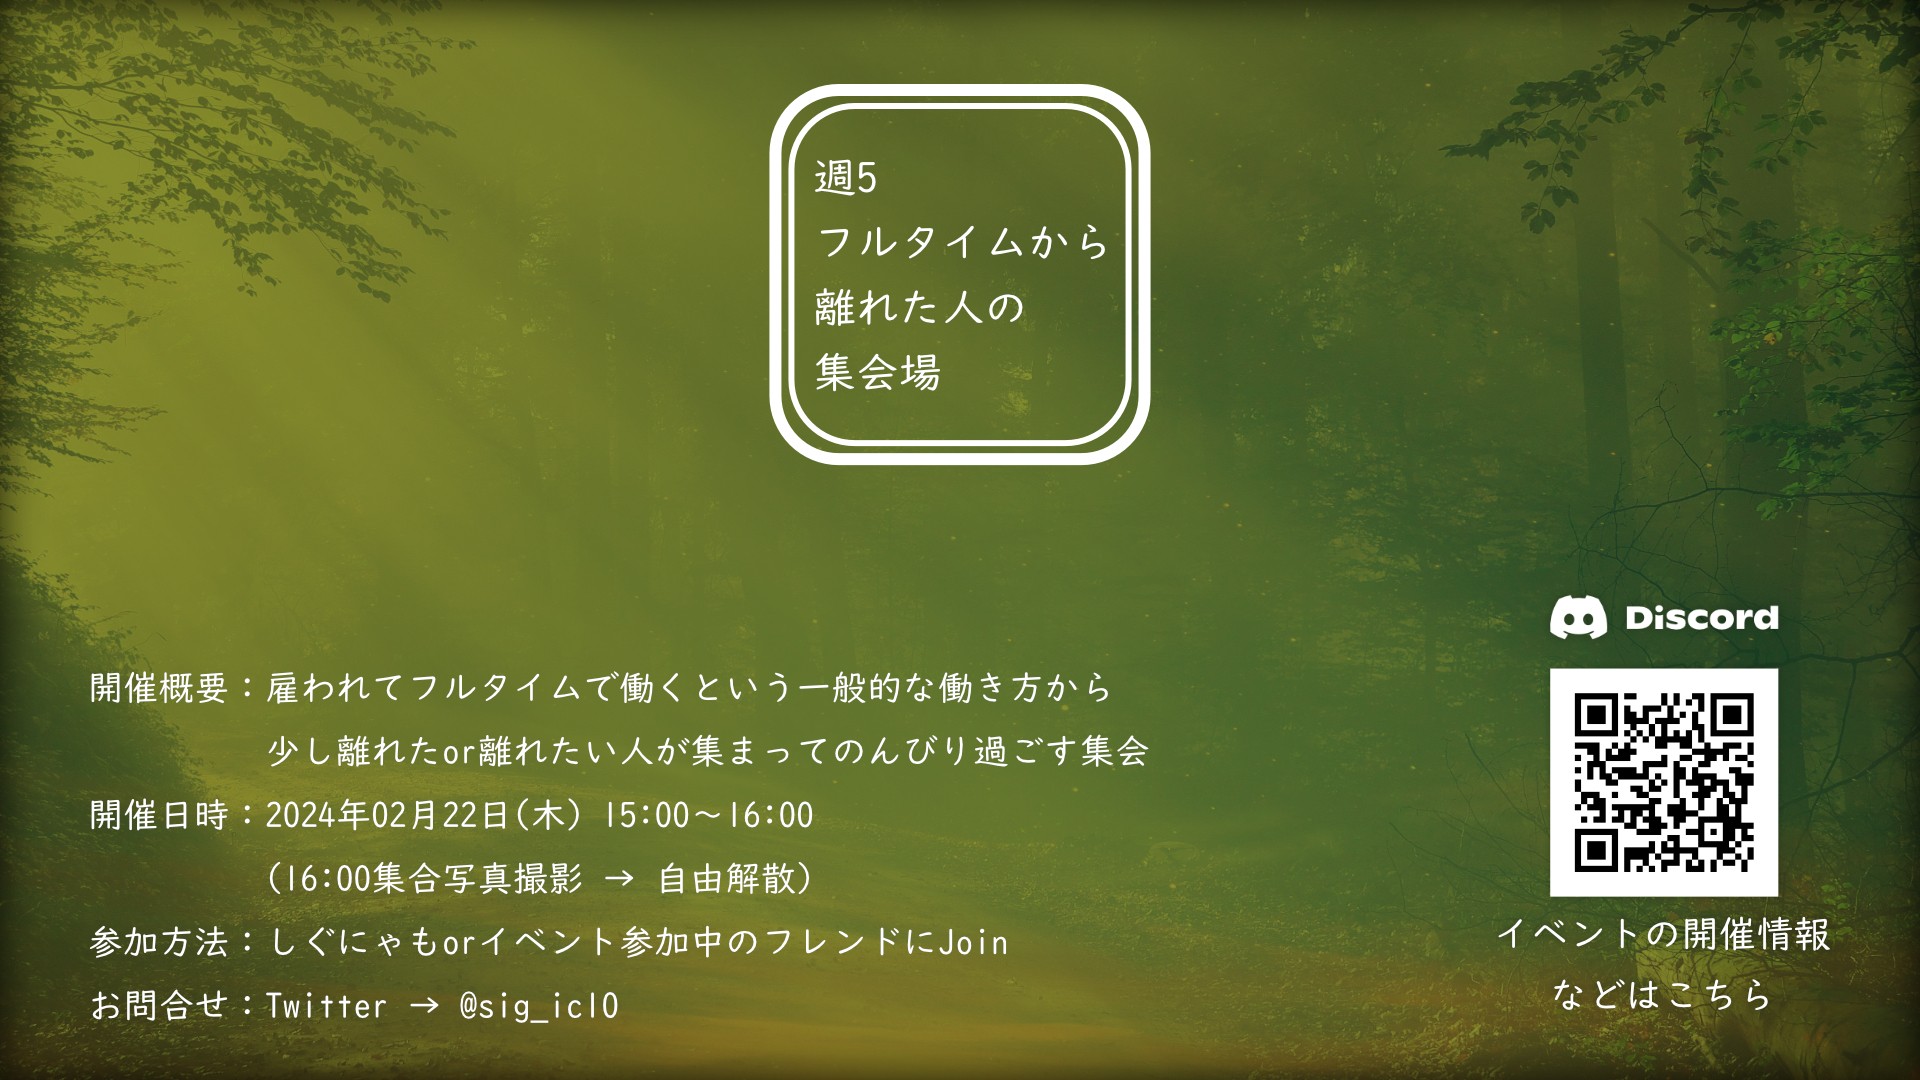 週5
フルタイムから
離れた人の
集会場
開催概要：雇われてフルタイムで働くという一般的な働き方から
少し離れたor離れたい人が集まってのんびり過ごす集会
開催日時：2024年02月22日(木) 15:00～16:00
(16:00集合写真撮影 → 自由解散)
参加方法：しぐにゃもorイベント参加中のフレンドにJoin
お問合せ：Twitter → @sig_ic10
Discord
イベントの開催情報
などはこちら